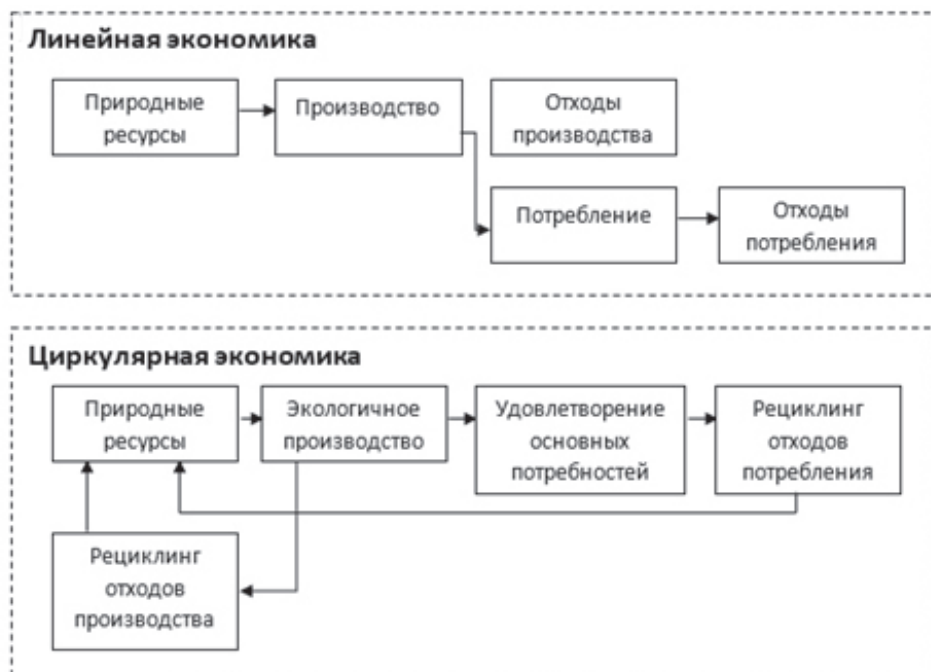 Линейная экономика
Природные
ресурсы
Производство
Отходы
производства
Потребление
Отходы
потребления
Циркулярная экономика
Природные
ресурсы
Экологичное
производство
Удовлетворение
основных
потребностей
Рециклинг
отходов
потребления
Рециклинг
отходов
производства